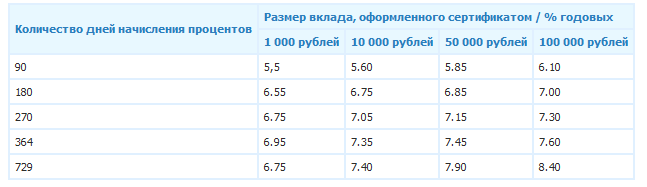 Количество дней начисления процентов Размер вклада, оформленного сертификатом / % годовых
1 000 рублей 10 000 рублей 50 000 рублей 100 000 рублей
90 5,5 5.60 5.85 6.10
180 6.55 6.75 6.85 7.00
270 6.75 7.05 7.15 7.30
364 6.95 7.35 7.45 7.60
729 6.75 7.40 7.90 8.40